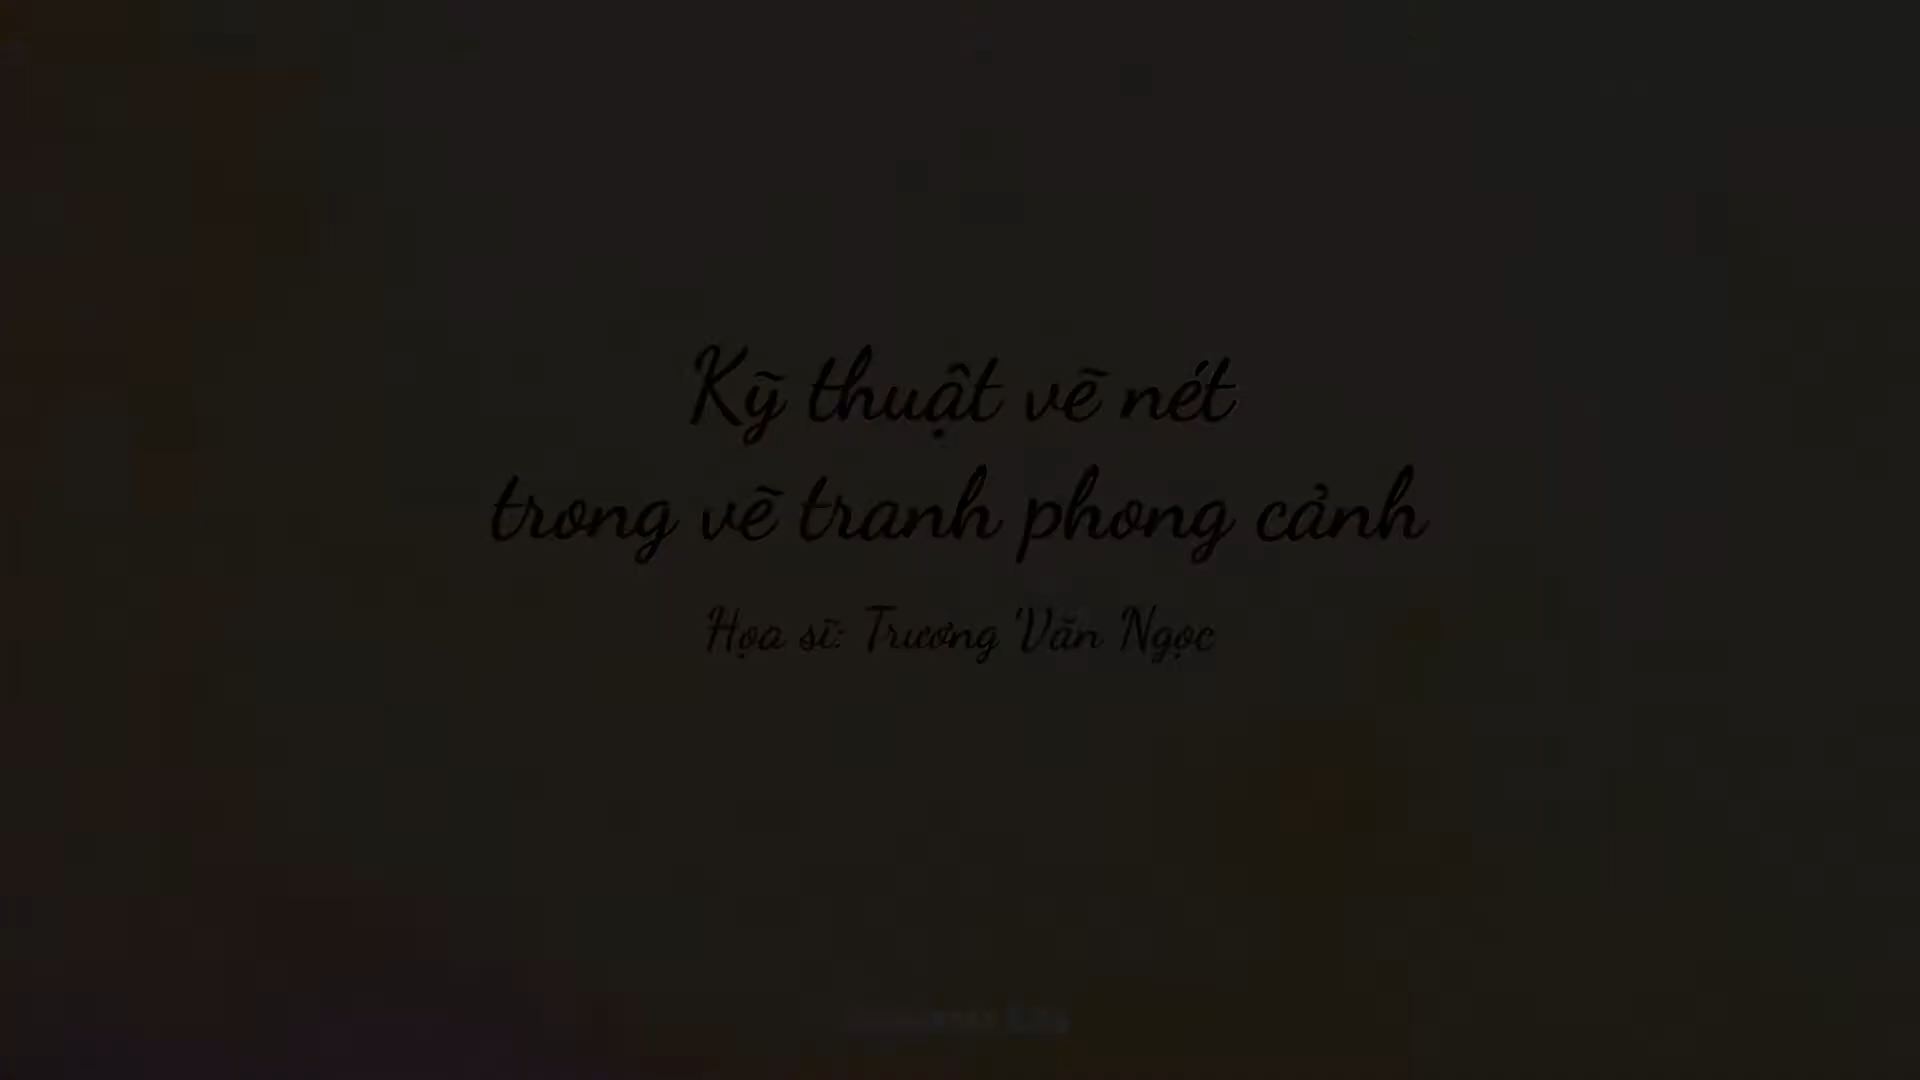 Kỹ thuật vẽ nét
trong vẽ tranh phong cảnh
Họa sĩ: Trương Văn Ngọc